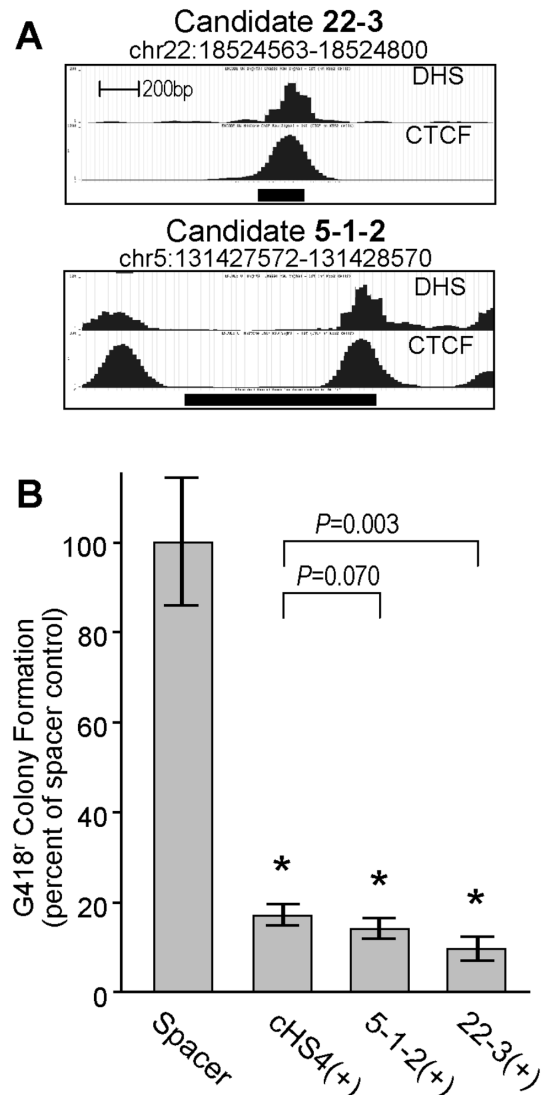 A
Candidate 22-3
chr22:18524563-18524800
DHS
200bp
CTCF
Candidate 5-1-2
chr5:131427572-131428570
DHS
CTCF
B
P=0.003
P=0.070
100
80
60
40
20
0
G418r Colony Formation
(percent of spacer control)
*
*
*
Spacer
cHS4(+)
5-1-2(+)
22-3(+)